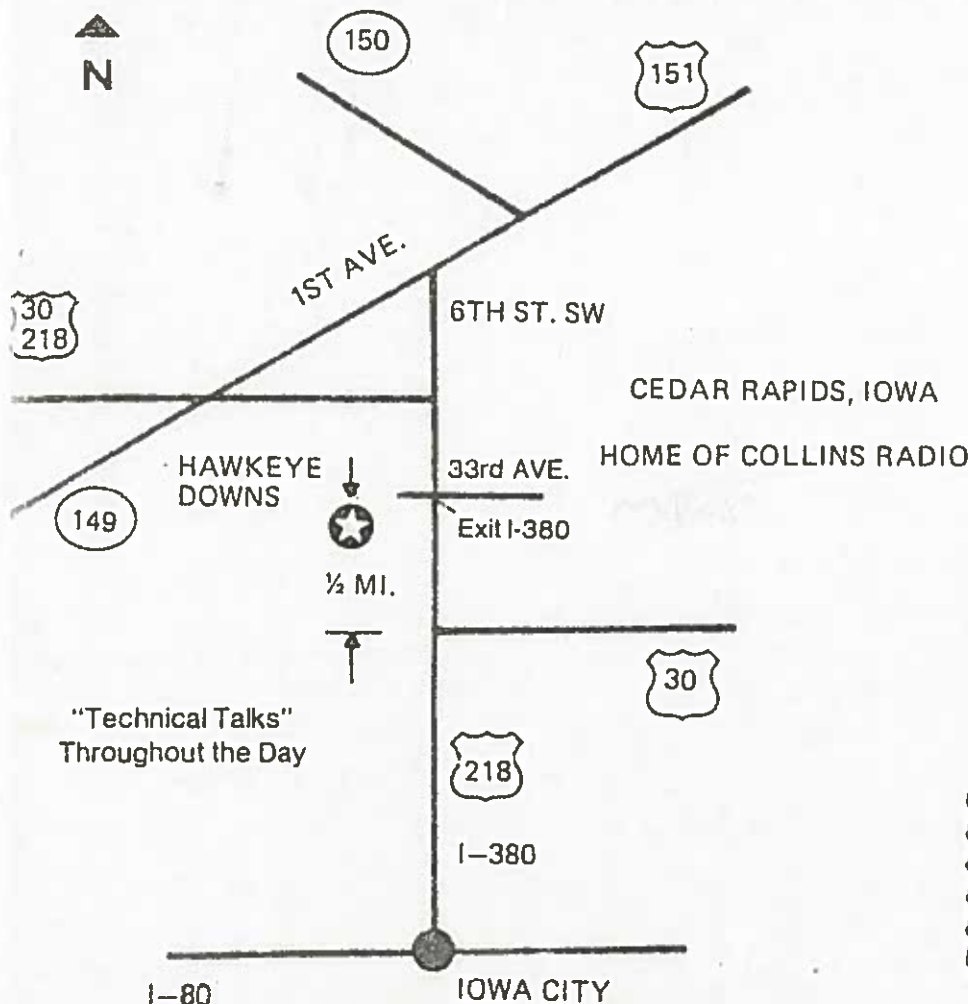 N
150
151
1ST AVE.
30
218
6TH ST. SW
CEDAR RAPIDS, IOWA
HAWKEYE
DOWNS
33rd AVE.
HOME OF COLLINS RADIO
149
Exit I-380
½ MI.
30
"Technical Talks"
Throughout the Day
218
I-380
I-80
IOWA CITY